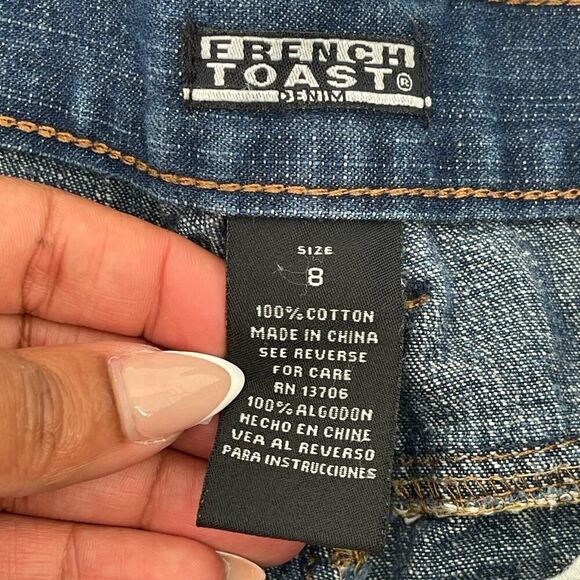 FRENCH
TOAST®
DENIM
SIZE
8
100% COTTON
MADE IN CHINA
SEE REVERSE
FOR CARE
RN 13706
100% ALGODON
HECHO EN CHINE
VEA AL REVERSO
PARA INSTRUCCIONES